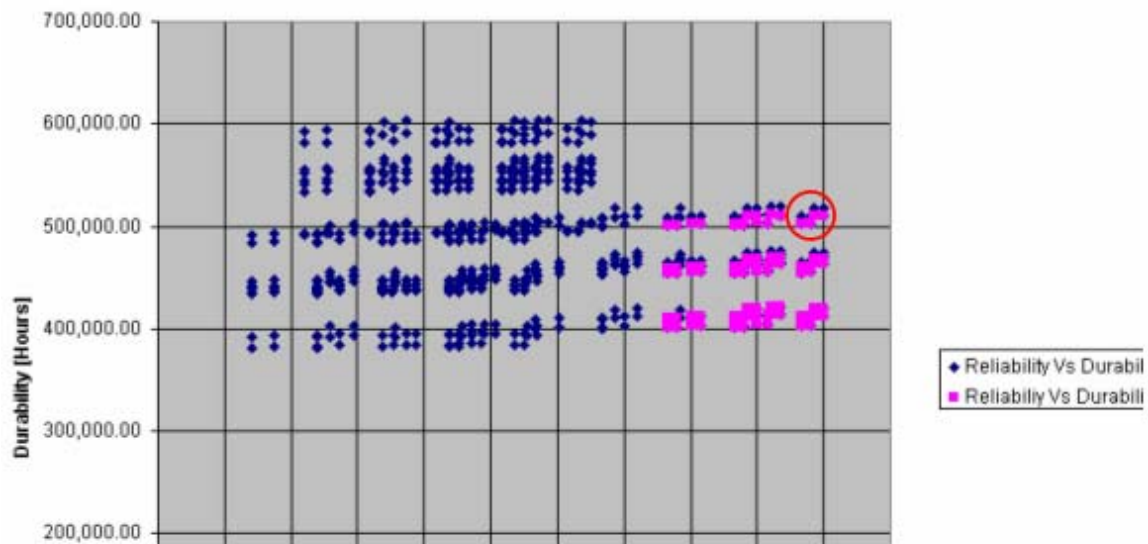 700,000.00
600,000.00
500,000.00
400,000.00
300,000.00
200,000.00
Durability [Hours]
Reliability Vs Durabil
Reliabiliy Vs Durabili